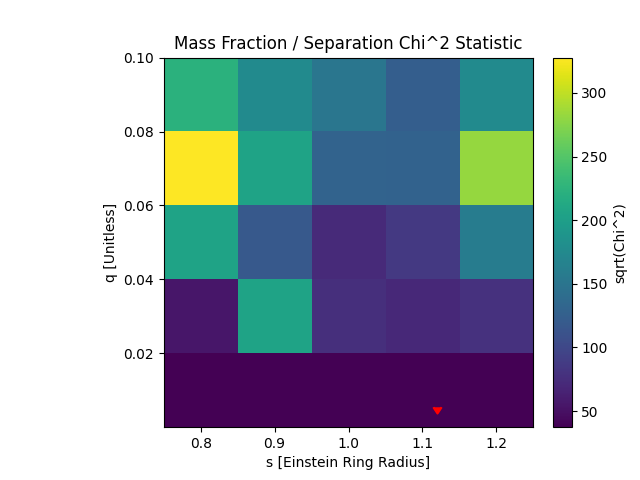 Mass Fraction / Separation Chi^2 Statistic
0.10
0.08
0.06
0.04
0.02
q [Unitless]
0.8 0.9 1.0 1.1 1.2
s [Einstein Ring Radius]
300
250
200
150
100
50
sqrt(Chi^2)